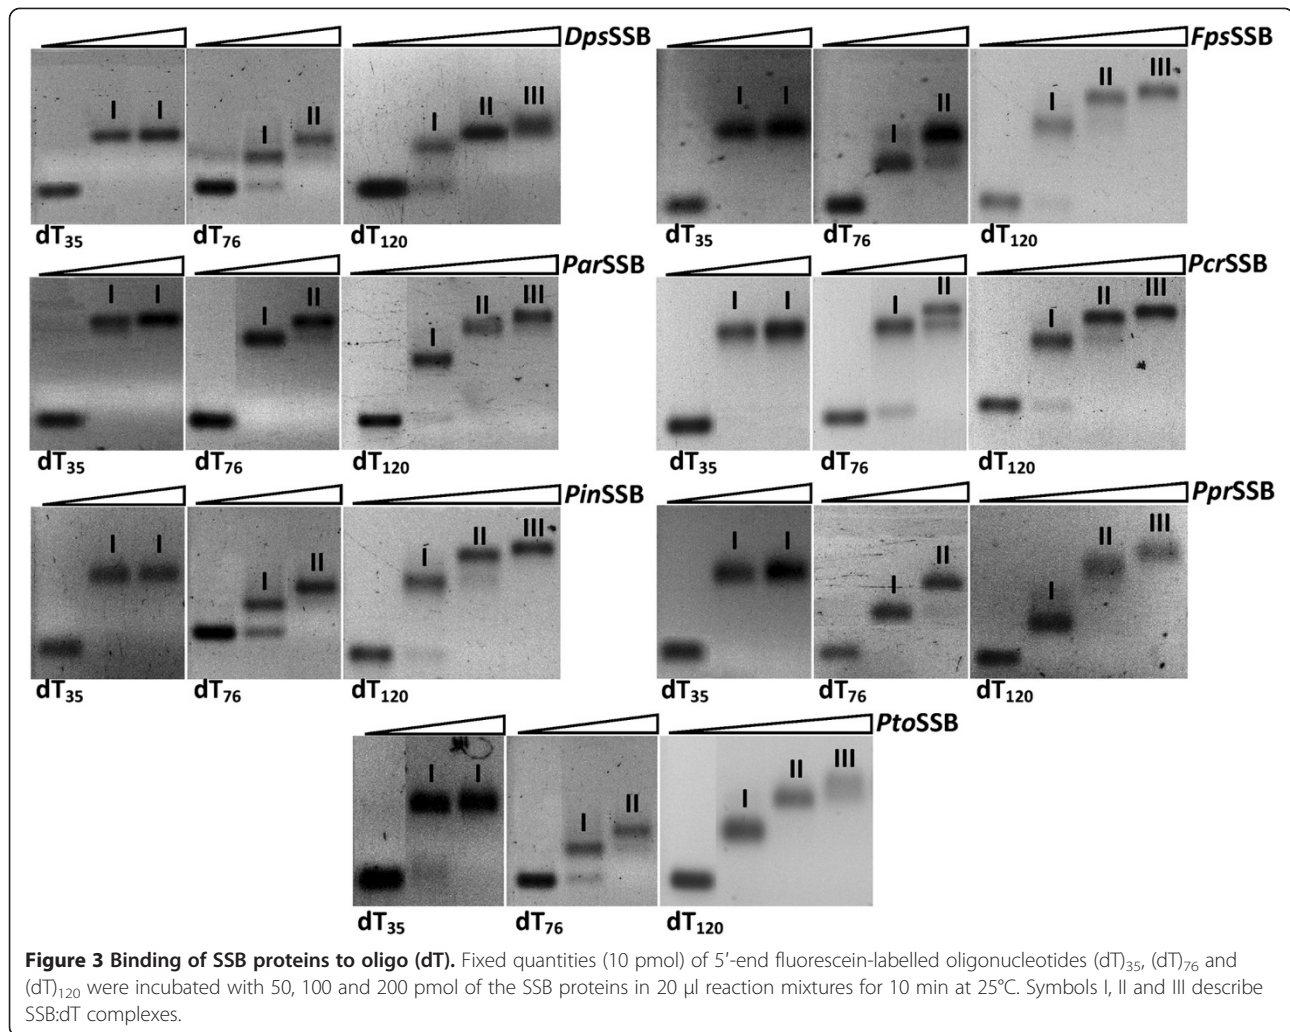 DpsSSB FpsSSB
I I I II I II III I I I II I II III
dT35 dT76 dT120 dT35 dT76 dT120
ParSSB PcrSSB
I I I II I II III I I I II I II III
dT35 dT76 dT120 dT35 dT76 dT120
PinSSB PprSSB
I I I II I II III I I I II I II III
dT35 dT76 dT120 dT35 dT76 dT120
PtoSSB
I I I II I II III
dT35 dT76 dT120
Figure 3 Binding of SSB proteins to oligo (dT). Fixed quantities (10 pmol) of 5′-end fluorescein-labelled oligonucleotides (dT)35, (dT)76 and
(dT)120 were incubated with 50, 100 and 200 pmol of the SSB proteins in 20 μl reaction mixtures for 10 min at 25°C. Symbols I, II and III describe
SSB:dT complexes.